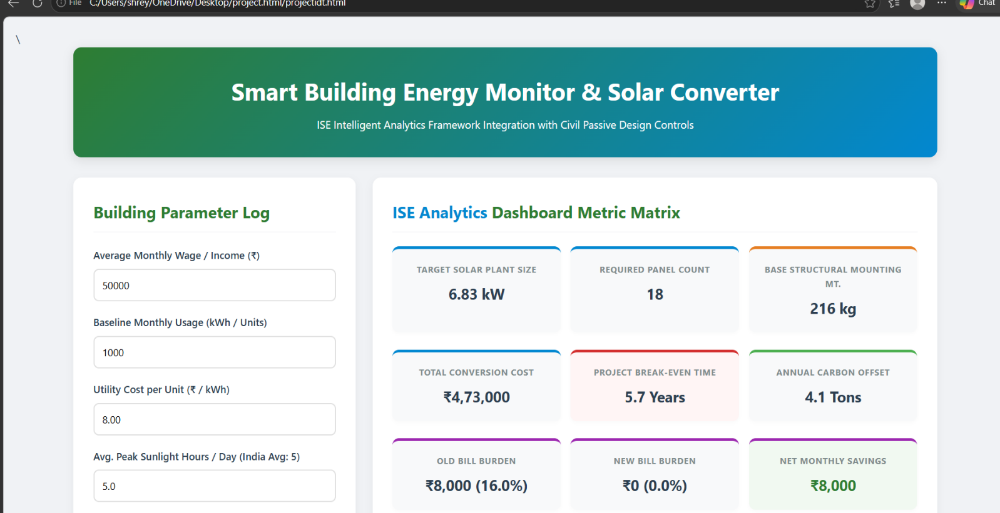 File C:/Users/shrey/OneDrive/Desktop/project.html/projectidt.html
Chat
\
Smart Building Energy Monitor & Solar Converter
ISE Intelligent Analytics Framework Integration with Civil Passive Design Controls
Building Parameter Log
Average Monthly Wage / Income (₹)
50000
Baseline Monthly Usage (kWh / Units)
1000
Utility Cost per Unit (₹ / kWh)
8.00
Avg. Peak Sunlight Hours / Day (India Avg: 5)
5.0
ISE Analytics Dashboard Metric Matrix
TARGET SOLAR PLANT SIZE
6.83 kW
REQUIRED PANEL COUNT
18
BASE STRUCTURAL MOUNTING
MT.
216 kg
TOTAL CONVERSION COST
₹4,73,000
PROJECT BREAK-EVEN TIME
5.7 Years
ANNUAL CARBON OFFSET
4.1 Tons
OLD BILL BURDEN
₹8,000 (16.0%)
NEW BILL BURDEN
₹0 (0.0%)
NET MONTHLY SAVINGS
₹8,000